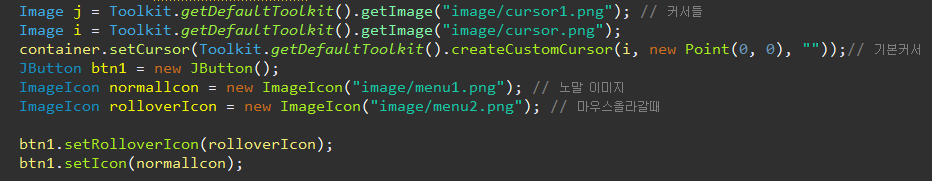 Image j = Toolkit.getDefaultToolkit().getImage("image/cursor1.png"); // 커서들
Image i = Toolkit.getDefaultToolkit().getImage("image/cursor.png");
container.setCursor(Toolkit.getDefaultToolkit().createCustomCursor(i, new Point(0, 0), ""));// 기본커서
JButton btn1 = new JButton();
ImageIcon normalIcon = new ImageIcon("image/menu1.png"); // 노말 이미지
ImageIcon rolloverIcon = new ImageIcon("image/menu2.png"); // 마우스올라갈때
btn1.setRolloverIcon(rolloverIcon);
btn1.setIcon(normalIcon);